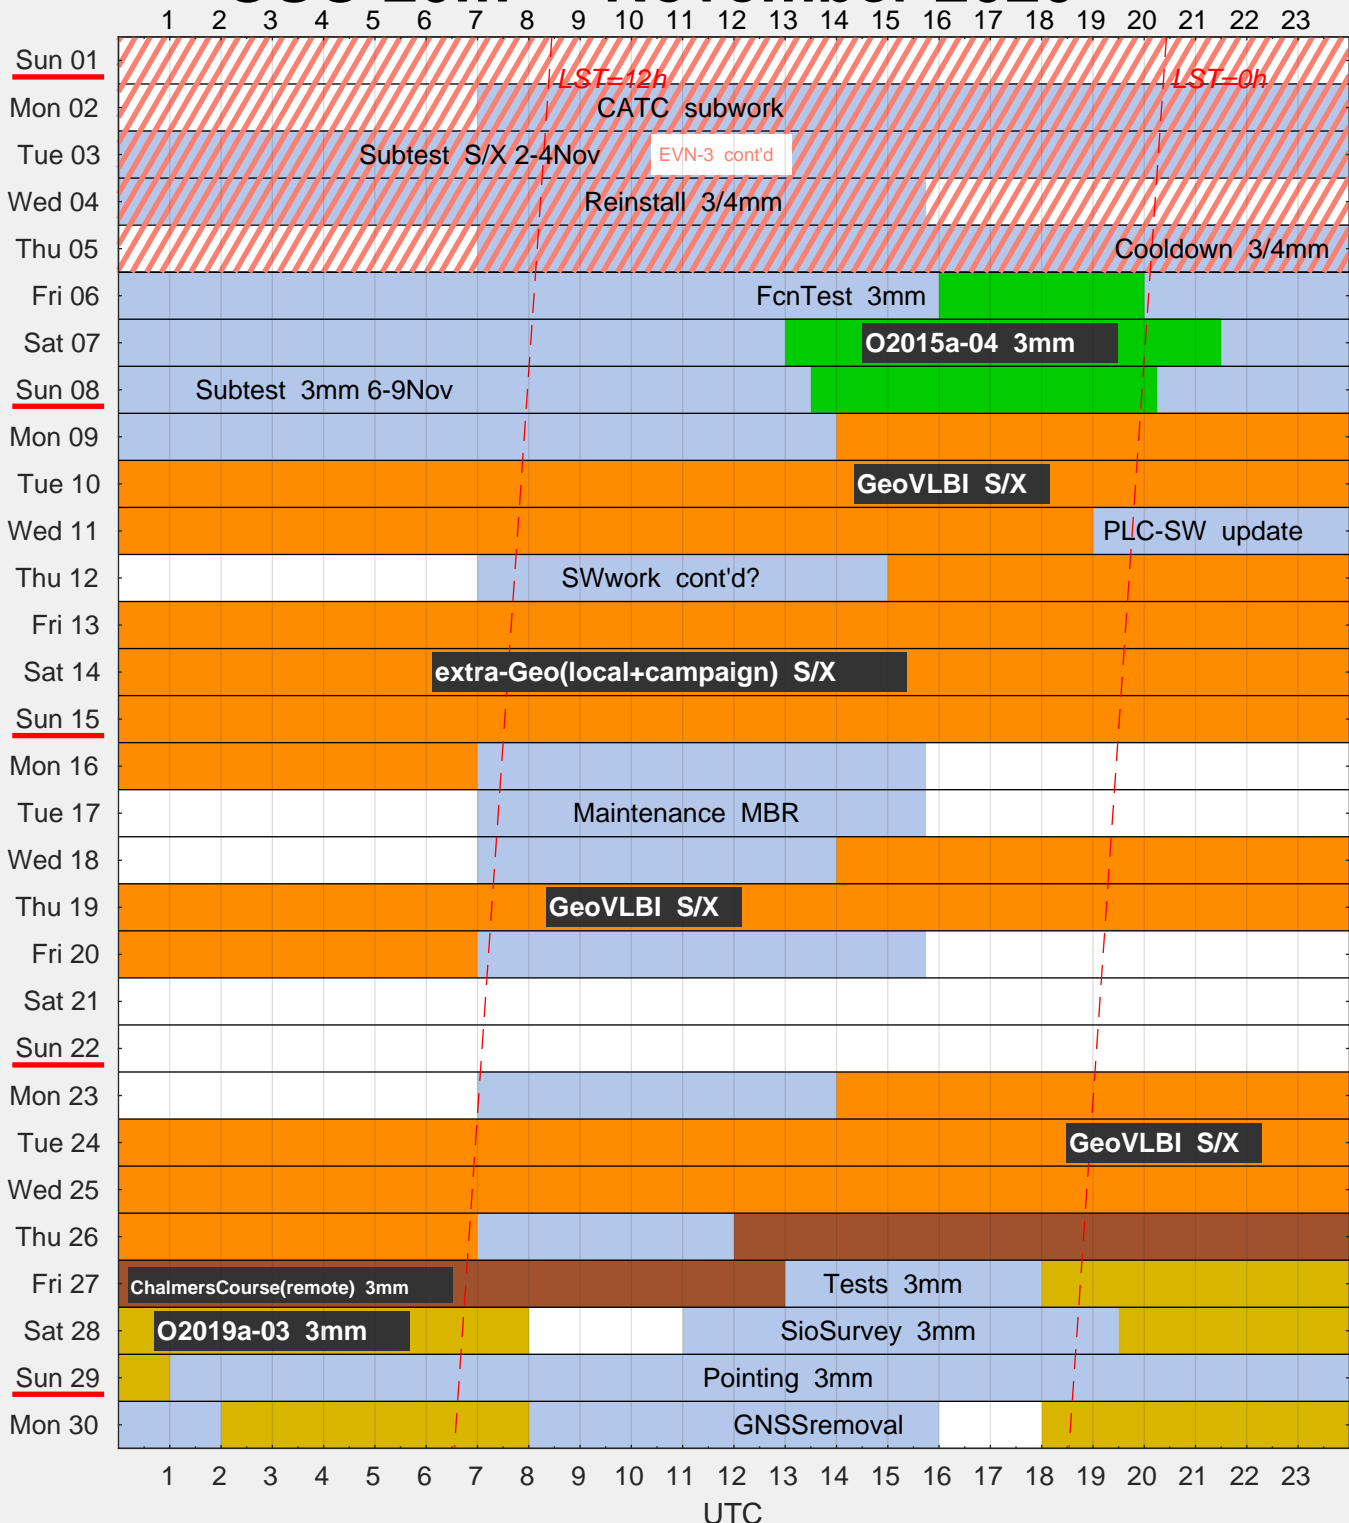 1 2 3 4 5 6 7 8 9 10 11 12 13 14 15 16 17 18 19 20 21 22 23
Sun 01
LST=12h LST=0h
Mon 02 CATC subwork
Tue 03 Subtest S/X 2-4Nov EVN-3 cont'd
Wed 04 Reinstall 3/4mm
Thu 05 Cooldown 3/4mm
Fri 06 FcnTest 3mm
Sat 07 O2015a-04 3mm
Sun 08 Subtest 3mm 6-9Nov
Mon 09
Tue 10 GeoVLBI S/X
Wed 11 PLC-SW update
Thu 12 SWwork cont'd?
Fri 13
Sat 14 extra-Geo(local+campaign) S/X
Sun 15
Mon 16
Tue 17 Maintenance MBR
Wed 18
Thu 19 GeoVLBI S/X
Fri 20
Sat 21
Sun 22
Mon 23
Tue 24 GeoVLBI S/X
Wed 25
Thu 26
Fri 27 ChalmersCourse(remote) 3mm Tests 3mm
Sat 28 O2019a-03 3mm SioSurvey 3mm
Sun 29 Pointing 3mm
Mon 30 GNSSremoval
1 2 3 4 5 6 7 8 9 10 11 12 13 14 15 16 17 18 19 20 21 22 23
UTC